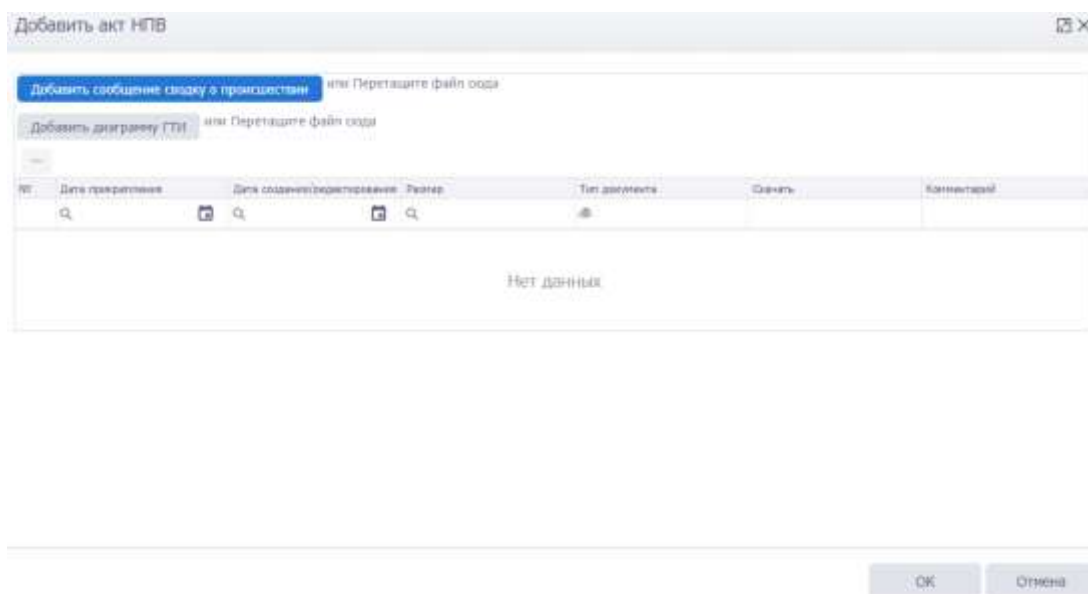 Добавить акт НПВ
Добавить сообщение сводку о происшествии или Перетащите файл сюда
Добавить диаграмму ГТИ или Перетащите файл сюда
№ Дата прикрепления Дата создания/редактирования Размер Тип документа Скачать Комментарий
Нет данных
ОК Отмена